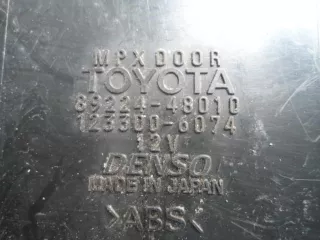 MPX DOOR
TOYOTA
89224-48010
123300-6074
12V
DENSO
MADE IN JAPAN
>ABS<